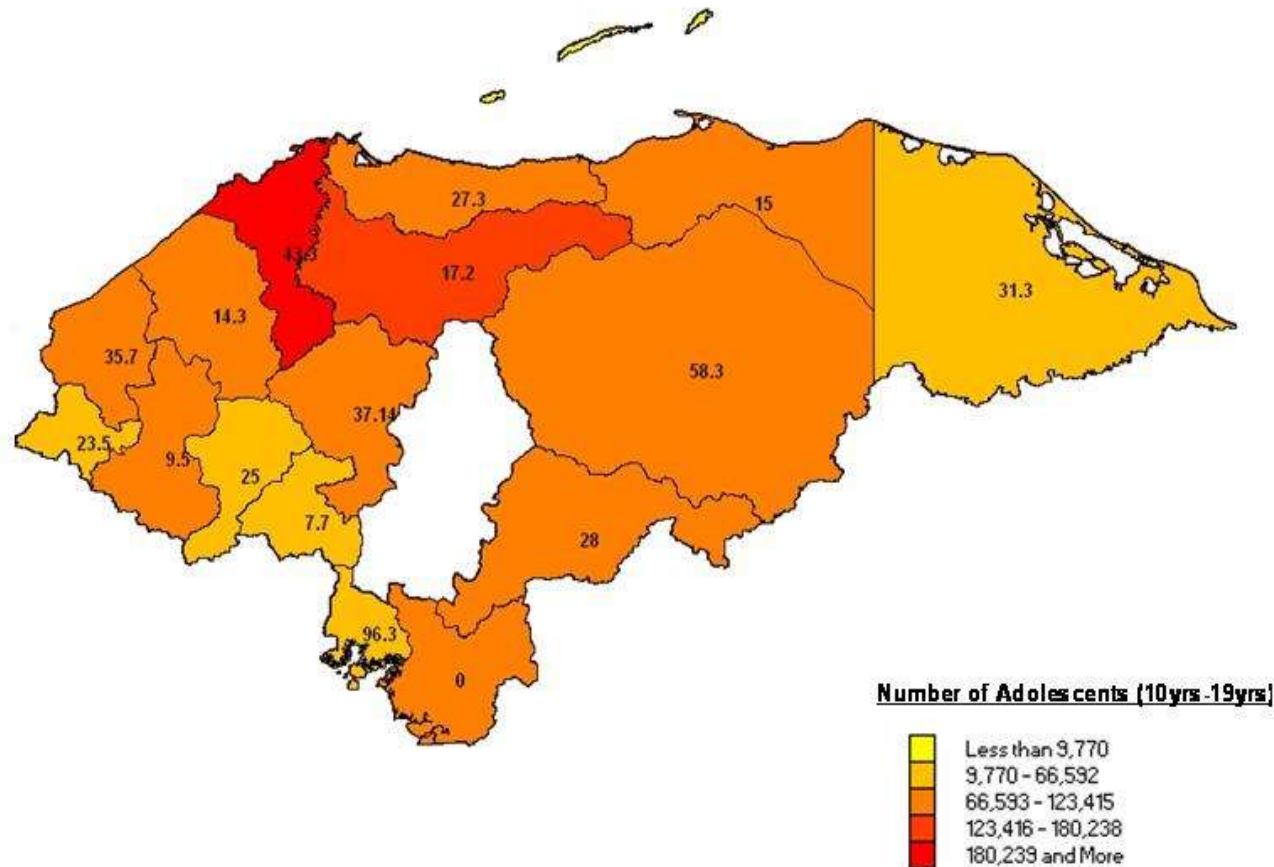 27.3
15
43.3
17.2
31.3
14.3
35.7
58.3
37.14
23.5
9.5
25
7.7
28
96.3
0
Number of Adolescents (10yrs-19yrs)
Less than 9,770
9,770 - 66,592
66,593 - 123,415
123,416 - 180,238
180,239 and More